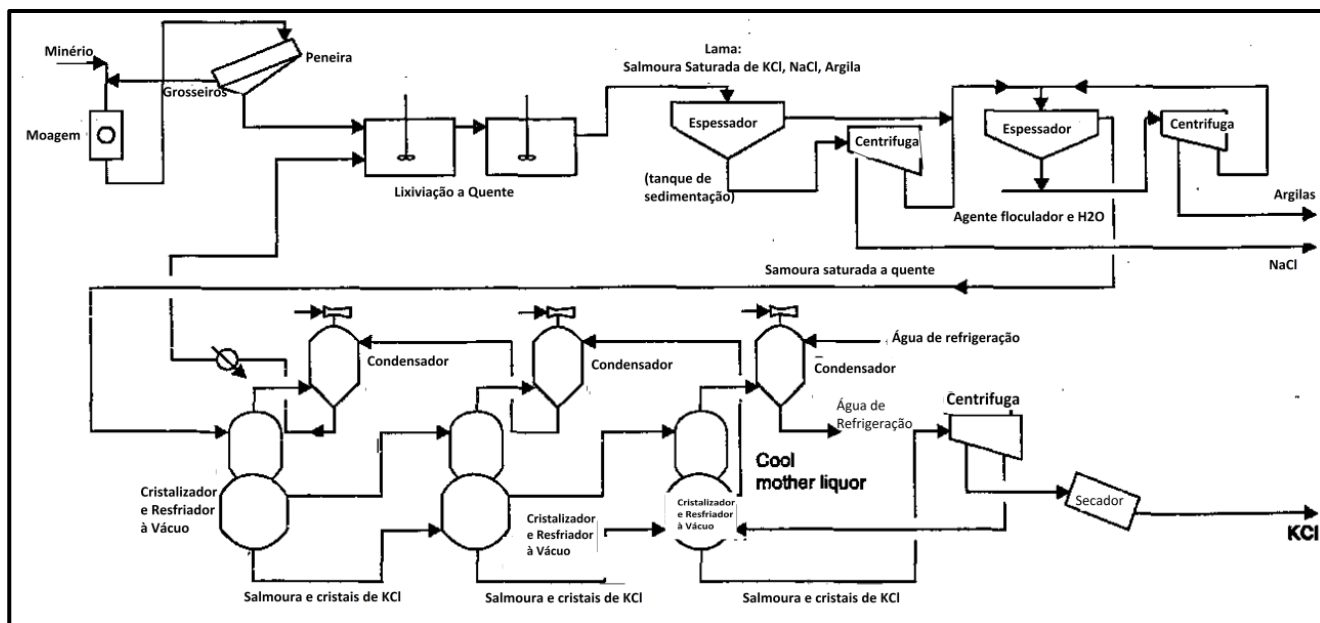 Minério
Peneira
Grosseiros
Moagem
Lixiviação a Quente
Lama:
Salmoura Saturada de KCl, NaCl, Argila
Espessador
(tanque de
sedimentação)
Centrifuga
Espessador
Centrifuga
Agente floculador e H2O
Argilas
NaCl
Samoura saturada a quente
Condensador
Condensador
Água de refrigeração
Condensador
Água de
Refrigeração
Centrifuga
Cool
mother liquor
Cristalizador
e Resfriador
à Vácuo
Cristalizador
e Resfriador
à Vácuo
Cristalizador
e Resfriador
à Vácuo
Secador
KCl
Salmoura e cristais de KCl
Salmoura e cristais de KCl
Salmoura e cristais de KCl